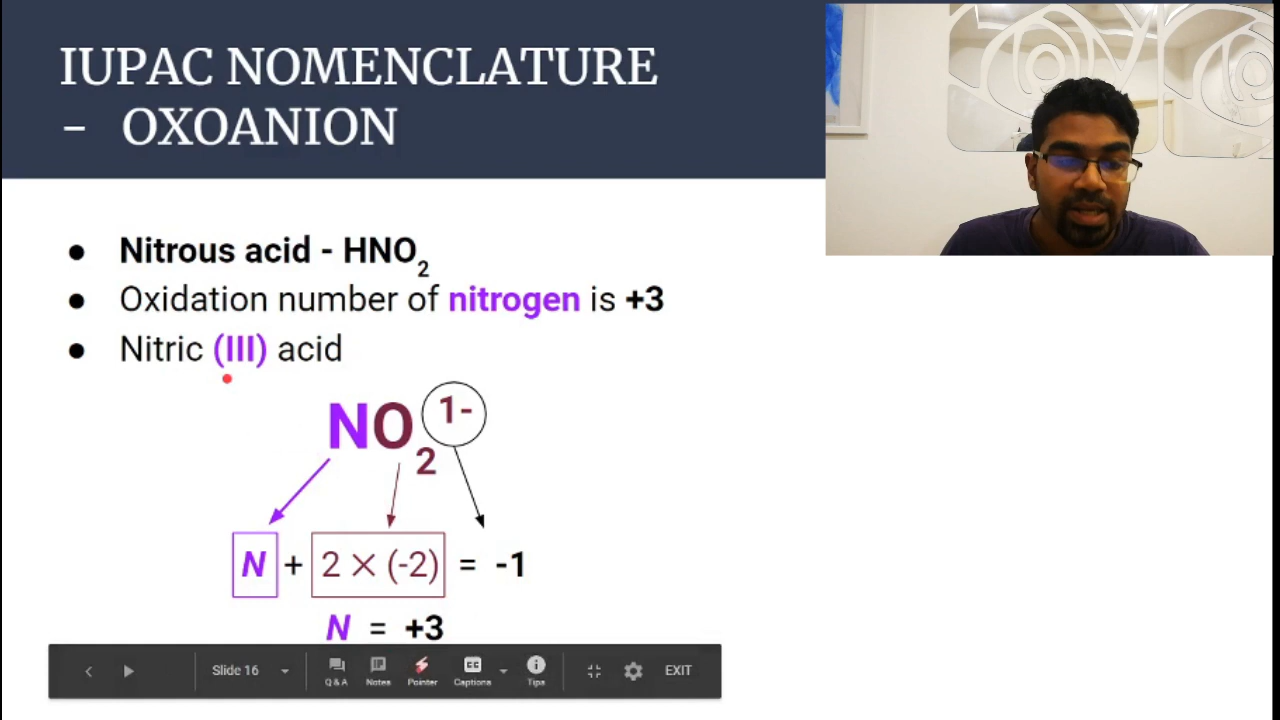 IUPAC NOMENCLATURE
- OXOANION
● Nitrous acid - HNO2
● Oxidation number of nitrogen is +3
● Nitric (III) acid
NO2 1-
N + 2 × (-2) = -1
N = +3
Slide 16
Q & A Notes Pointer CC Captions Tips EXIT